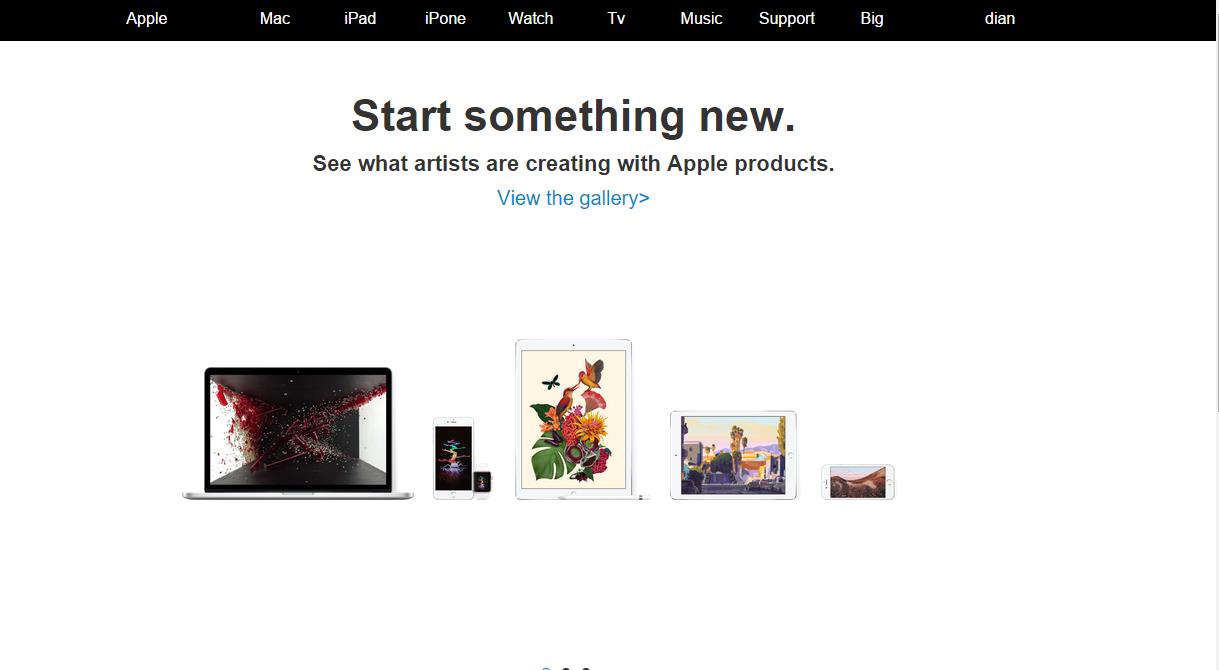 Apple Mac iPad iPone Watch Tv Music Support Big dian
Start something new.
See what artists are creating with Apple products.
View the gallery>